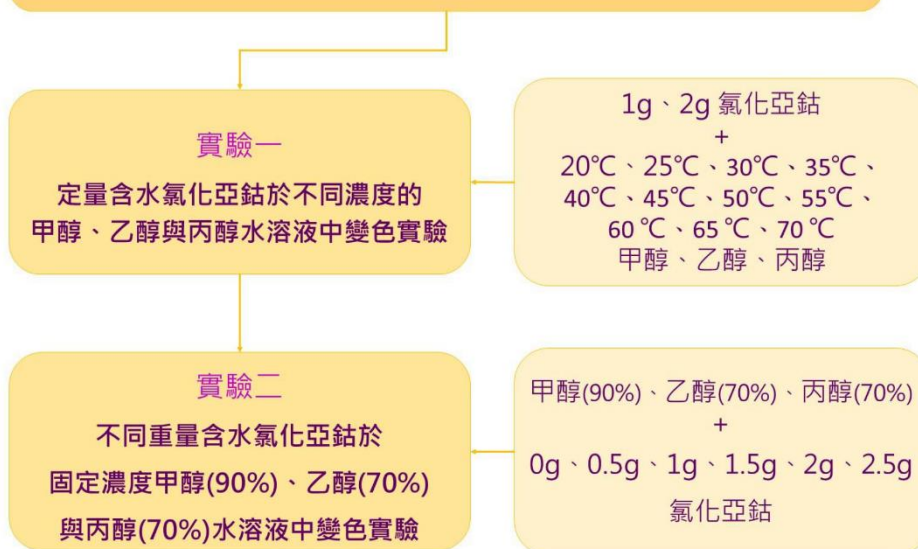 實驗一
定量含水氯化亞鈷於不同濃度的
甲醇、乙醇與丙醇水溶液中變色實驗
1g、2g 氯化亞鈷
+
20℃、25℃、30℃、35℃、
40℃、45℃、50℃、55℃、
60 ℃、65 ℃、70 ℃
甲醇、乙醇、丙醇
實驗二
不同重量含水氯化亞鈷於
固定濃度甲醇(90%)、乙醇(70%)
與丙醇(70%)水溶液中變色實驗
甲醇(90%)、乙醇(70%)、丙醇(70%)
+
0g、0.5g、1g、1.5g、2g、2.5g
氯化亞鈷